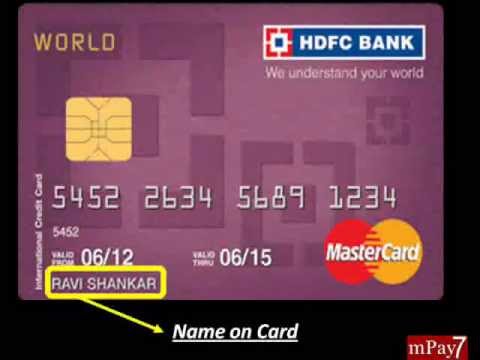 WORLD
HDFC BANK
We understand your world
International Credit Card
5452 2634 5689 1234
5452
VALID FROM 06/12 VALID THRU 06/15
MasterCard
RAVI SHANKAR
Name on Card
mPay7